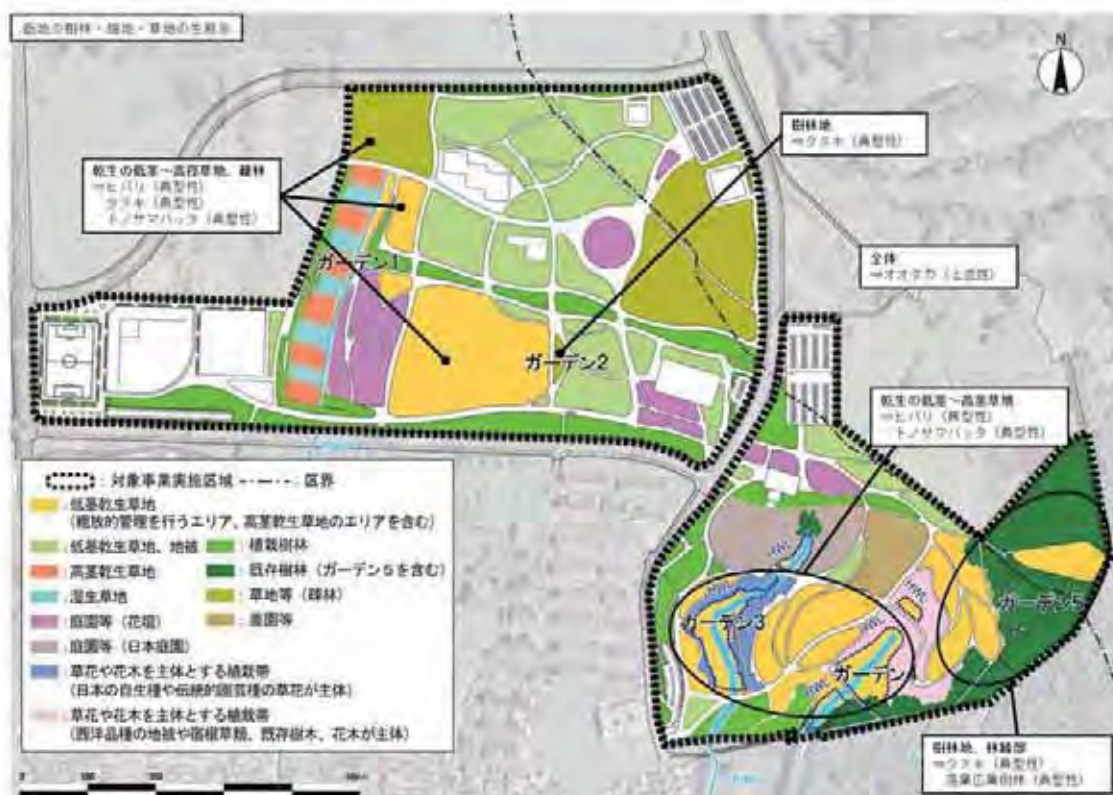 低地の樹林・畑地・草地の生態系
N
樹林地
⇒タヌキ（典型性）
乾生の低茎～高茎草地、疎林
⇒ヒバリ（典型性）
タヌキ（典型性）
トノサマバッタ（典型性）
全体
⇒オオタカ（上位性）
ガーデン1
ガーデン2
乾生の低茎～高茎草地
⇒ヒバリ（典型性）
トノサマバッタ（典型性）
：対象事業実施区域 ：区界
：低茎乾生草地
（粗放的管理を行うエリア、高茎乾生草地のエリアを含む）
：低茎乾生草地、地被 ：植栽樹林
：高茎乾生草地 ：既存樹林（ガーデン5を含む）
：湿生草地 ：草地等（疎林）
：庭園等（花壇） ：農園等
：庭園等（日本庭園）
：草花や花木を主体とする植栽帯
（日本の自生種や伝統的園芸種の草花が主体）
：草花や花木を主体とする植栽帯
（西洋品種の地被や宿根草類、既存樹木、花木が主体）
HWL
HWL
HWL
HWL
ガーデン3
ガーデン4
ガーデン5
樹林地、林縁部
⇒タヌキ（典型性）
落葉広葉樹林（典型性）
0 100